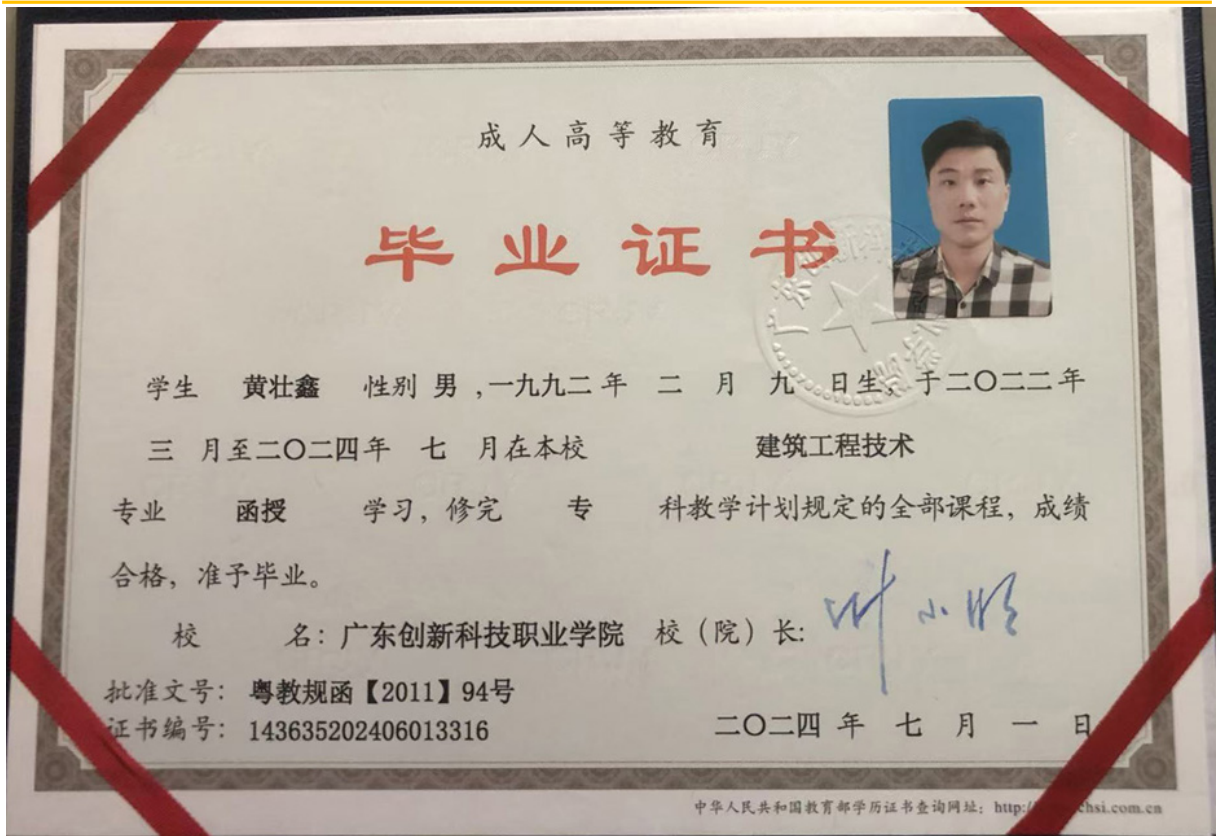 成人高等教育
毕业证书
学生 黄壮鑫 性别 男 ,一九九二年 二 月 九 日生, 于二〇二二年
三 月至二〇二四年 七 月在本校 建筑工程技术
专业 函授 学习, 修完 专 科教学计划规定的全部课程, 成绩
合格, 准予毕业。
校 名: 广东创新科技职业学院 校 (院) 长:
批准文号: 粤教规函【2011】94号
证书编号: 143635202406013316
二〇二四 年 七 月 一 日
中华人民共和国教育部学历证书查询网址: http:// chsi.com.cn